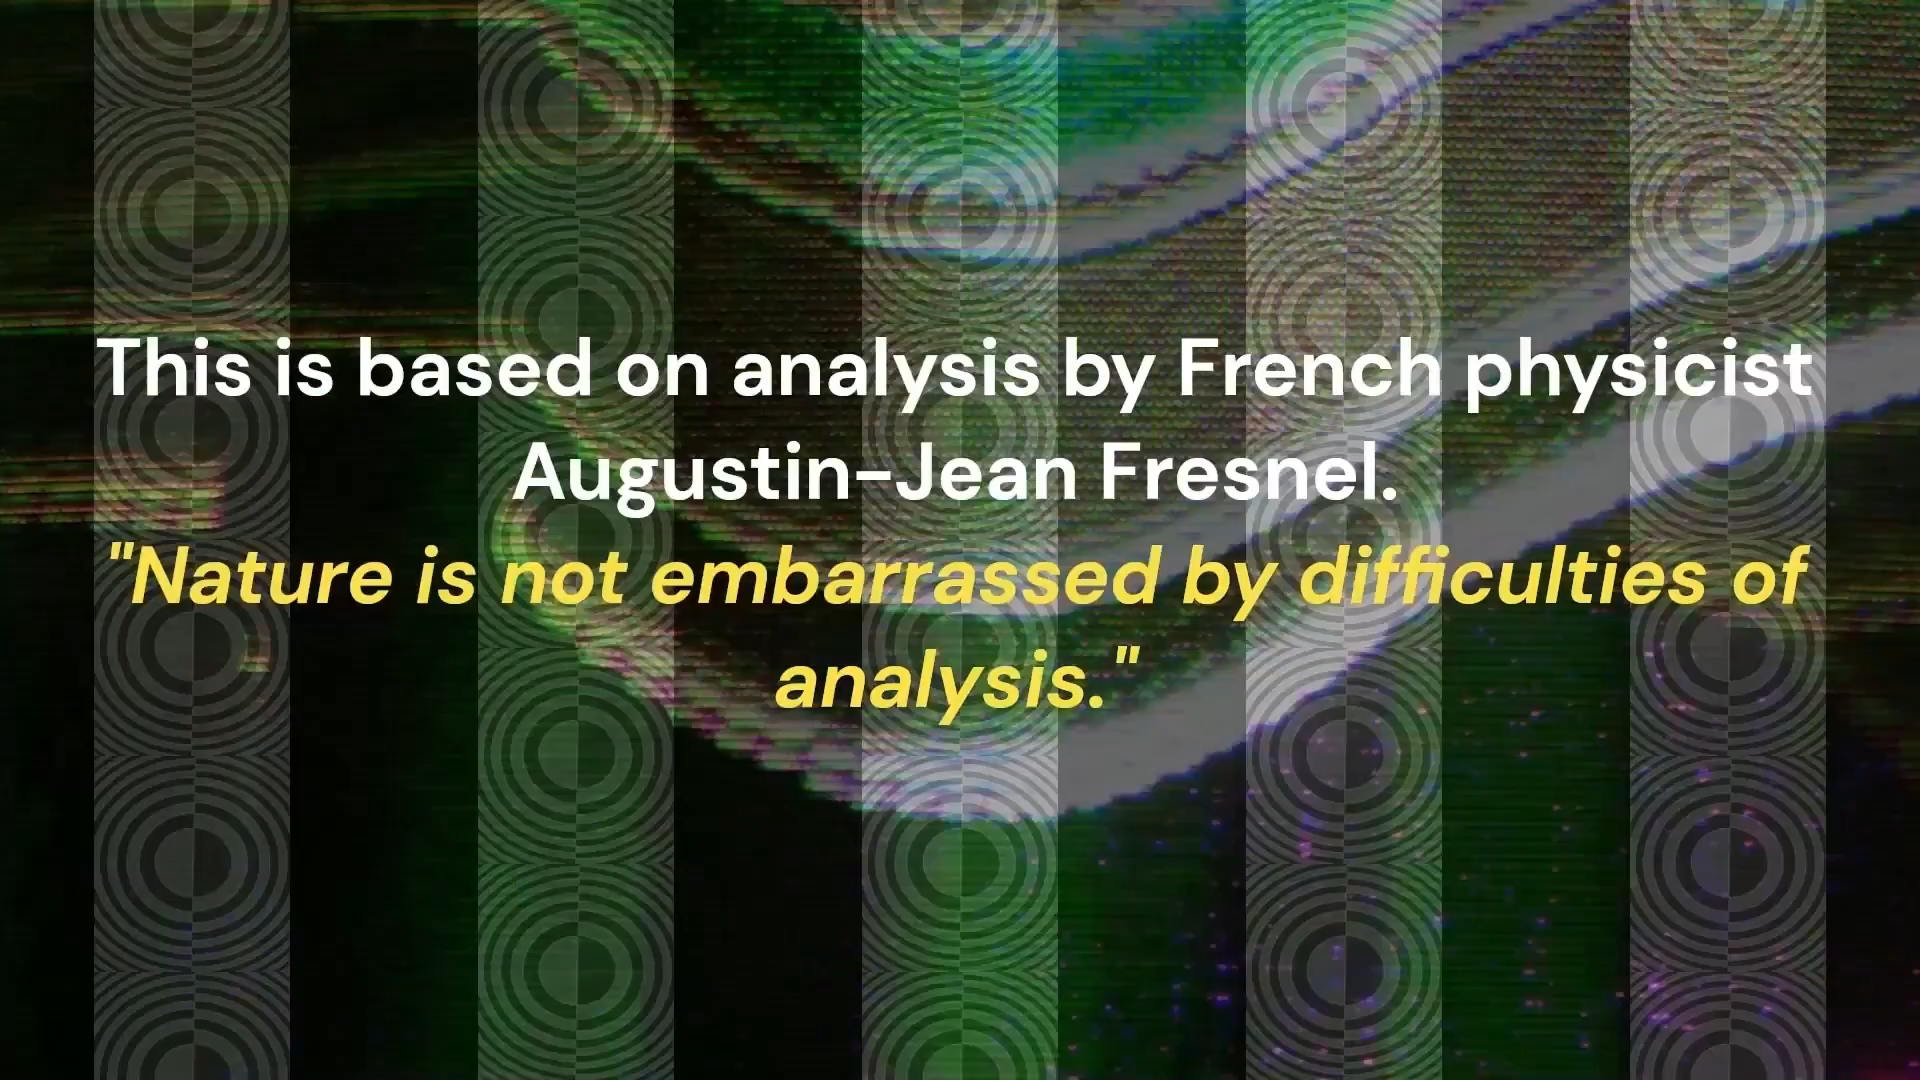 This is based on analysis by French physicist
Augustin-Jean Fresnel.
"Nature is not embarrassed by difficulties of
analysis."